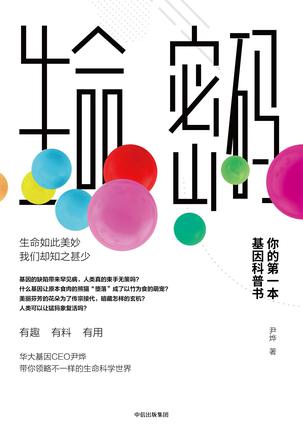 生命密码
你的第一本
基因科普书
尹烨 著
生命如此美妙
我们却知之甚少
基因的缺陷带来罕见病，人类真的束手无策吗？
什么基因让原本食肉的熊猫“堕落”成了以竹为食的萌宠？
美丽芬芳的花朵为了传宗接代，暗藏怎样的玄机？
人类可以让猛犸象复活吗？
有趣 有料 有用
华大基因CEO尹烨
带你领略不一样的生命科学世界
中信出版集团